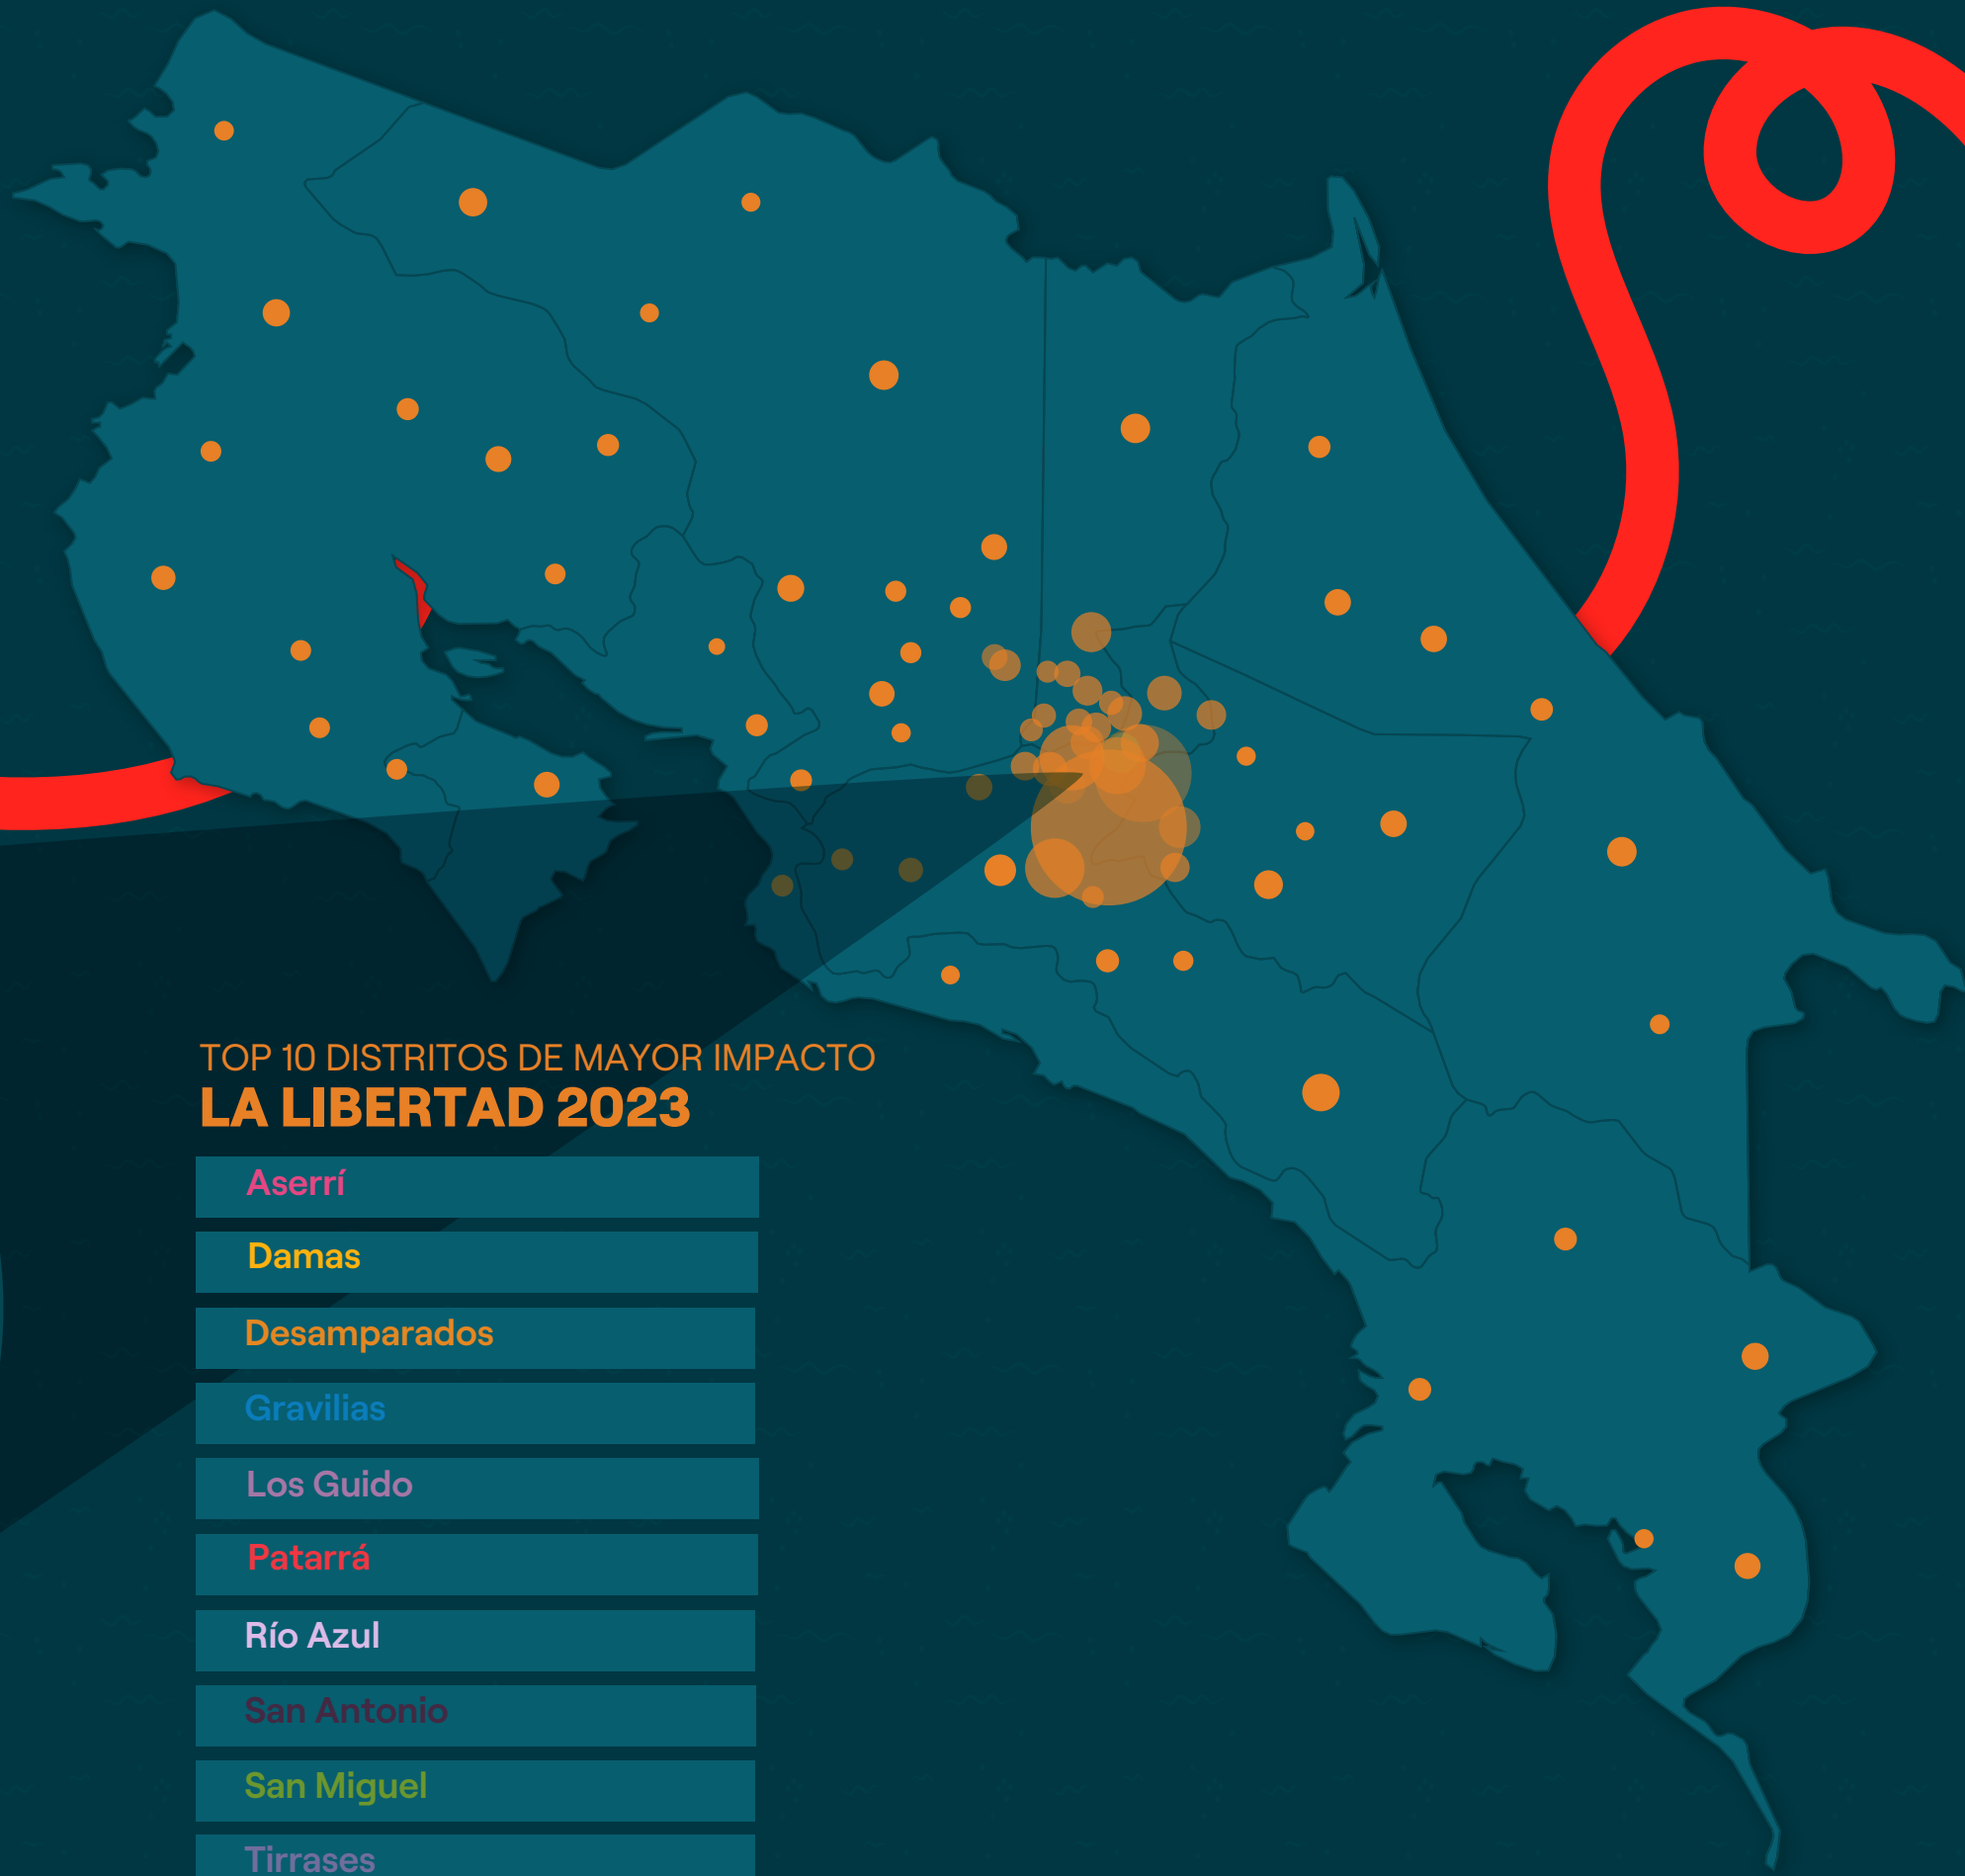 TOP 10 DISTRITOS DE MAYOR IMPACTO
LA LIBERTAD 2023
Aserrí
Damas
Desamparados
Gravilias
Los Guido
Patarrá
Río Azul
San Antonio
San Miguel
Tirrases